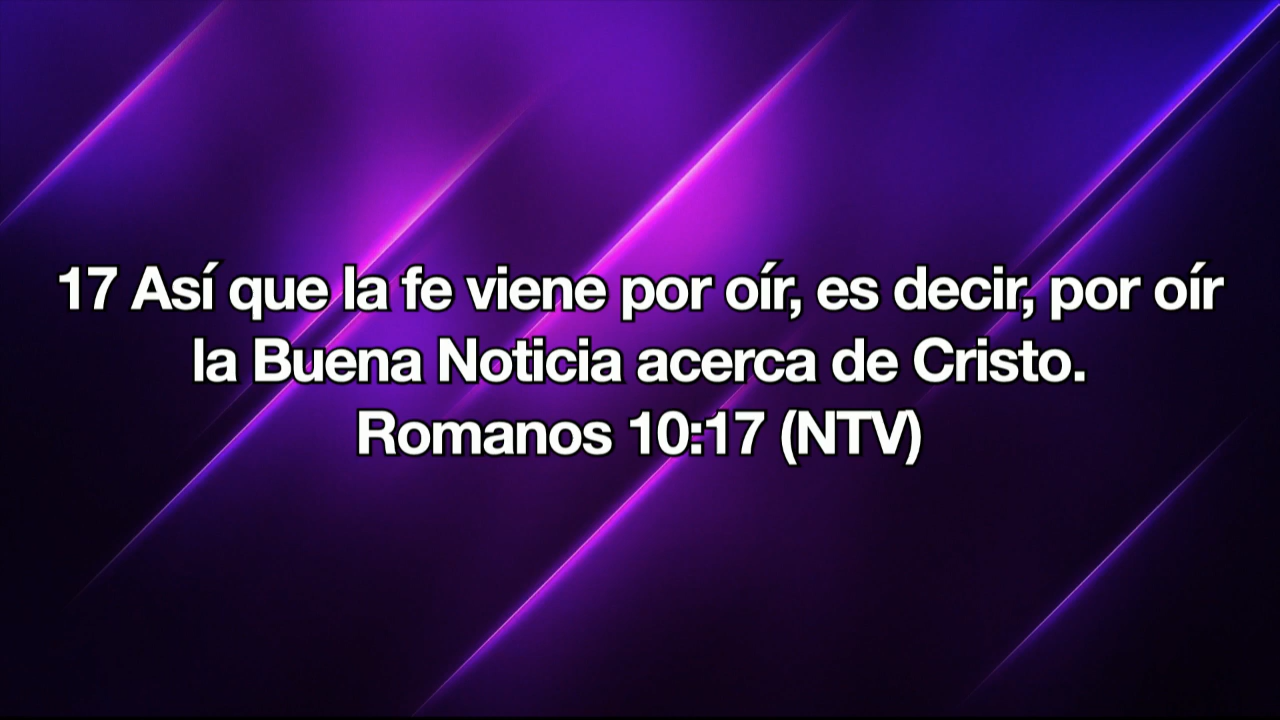 17 Así que la fe viene por oír, es decir, por oír
la Buena Noticia acerca de Cristo.
Romanos 10:17 (NTV)